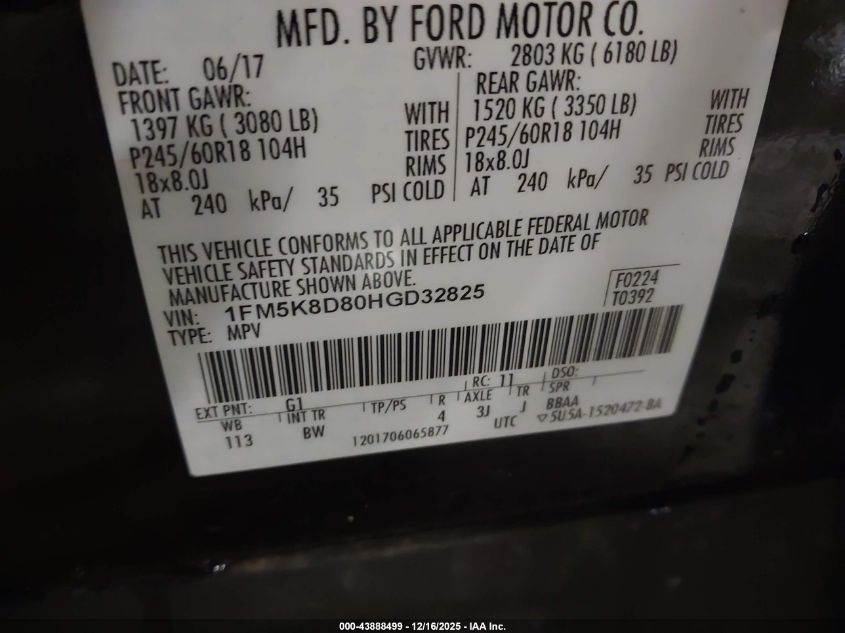 MFD. BY FORD MOTOR CO.
DATE: 06/17 GVWR: 2803 KG ( 6180 LB)
FRONT GAWR: REAR GAWR:
1397 KG ( 3080 LB) WITH 1520 KG ( 3350 LB) WITH
P245/60R18 104H TIRES P245/60R18 104H TIRES
18x8.0J RIMS 18x8.0J RIMS
AT 240 kPa/ 35 PSI COLD AT 240 kPa/ 35 PSI COLD
THIS VEHICLE CONFORMS TO ALL APPLICABLE FEDERAL MOTOR
VEHICLE SAFETY STANDARDS IN EFFECT ON THE DATE OF
MANUFACTURE SHOWN ABOVE.
VIN: 1FM5K8D80HGD32825 F0224
TYPE: MPV T0392
EXT PNT: G1 RC: 11 DSO:
WB INT TR TP/PS R AXLE TR SPR
113 BW 4 3J J BBAA
1201706065877 UTC ▽5U5A-1520472-BA
000-43888499 - 12/16/2025 - IAA Inc.